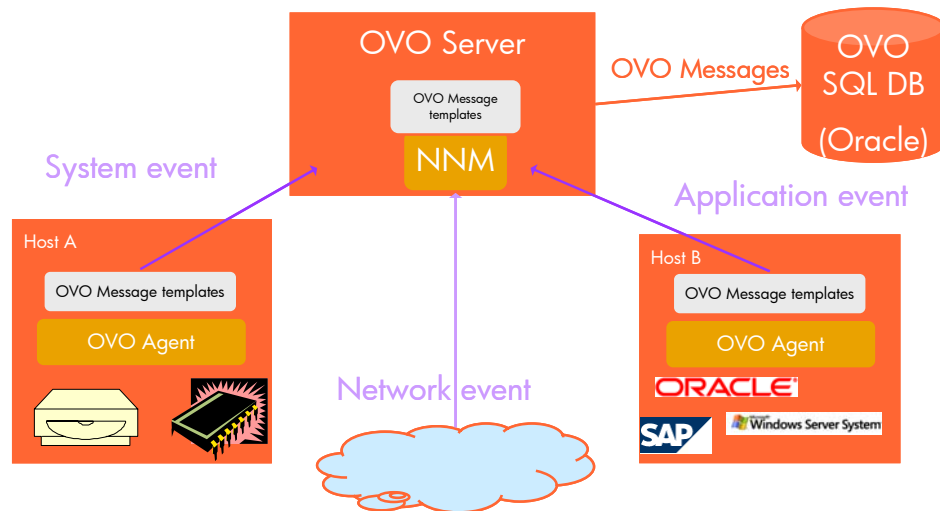 OVO Server
OVO Message
templates
NNM
OVO Messages
OVO
SQL DB
(Oracle)
System event
Application event
Network event
Host A
OVO Message templates
OVO Agent
Host B
OVO Message templates
OVO Agent
ORACLE
SAP
Microsoft
Windows Server System